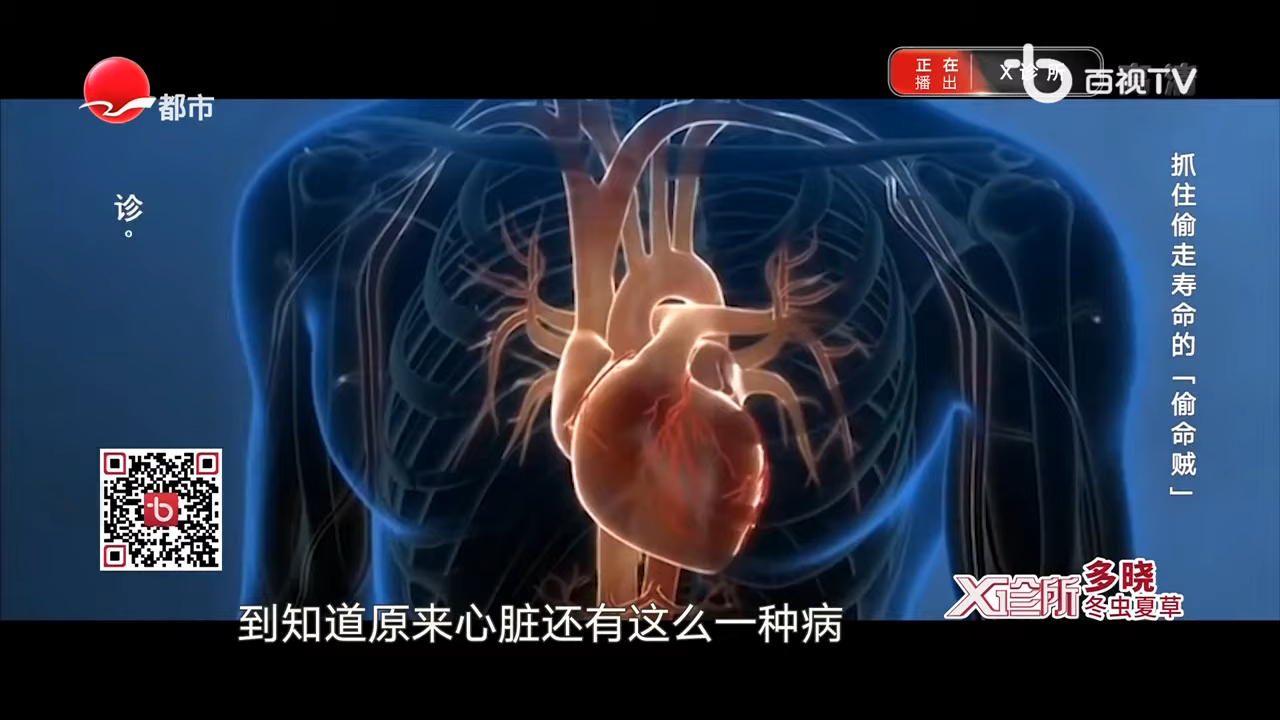 都市
正在
播出
X诊所
百视TV
诊。
抓住偷走寿命的「偷命贼」
X诊所
多晓
冬虫夏草
到知道原来心脏还有这么一种病